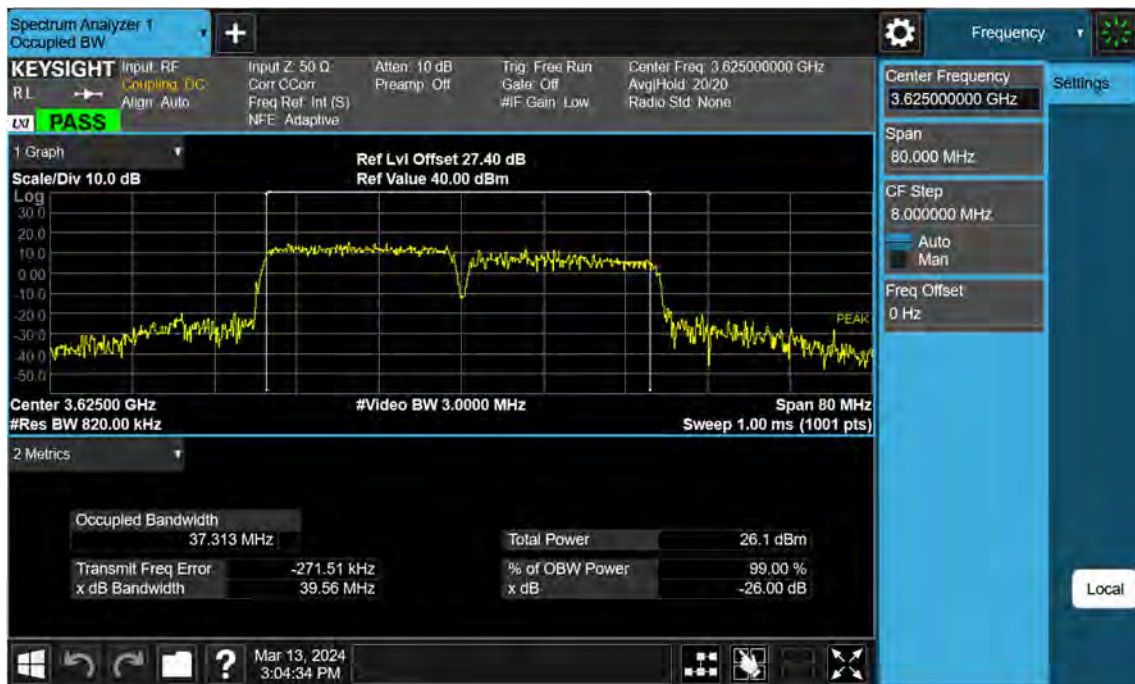 Spectrum Analyzer 1
Occupied BW
+
Frequency
KEYSIGHT
R L
LXI PASS
Input: RF
Coupling: DC
Align: Auto
Input Z: 50 Ω
Corr CCorr
Freq Ref: Int (S)
NFE: Adaptive
Atten: 10 dB
Preamp: Off
Trig: Free Run
Gate: Off
#IF Gain: Low
Center Freq: 3.625000000 GHz
Avg|Hold: 20/20
Radio Std: None
Center Frequency
3.625000000 GHz
Settings
Span
80.000 MHz
CF Step
8.000000 MHz
Auto
Man
Freq Offset
0 Hz
Local
1 Graph
Scale/Div 10.0 dB
Ref Lvl Offset 27.40 dB
Ref Value 40.00 dBm
Log
30.0
20.0
10.0
0.00
-10.0
-20.0
-30.0
-40.0
-50.0
PEAK
Center 3.62500 GHz
#Video BW 3.0000 MHz
Span 80 MHz
#Res BW 820.00 kHz
Sweep 1.00 ms (1001 pts)
2 Metrics
Occupied Bandwidth
37.313 MHz
Transmit Freq Error -271.51 kHz
x dB Bandwidth 39.56 MHz
Total Power 26.1 dBm
% of OBW Power 99.00 %
x dB -26.00 dB
?
Mar 13, 2024
3:04:34 PM